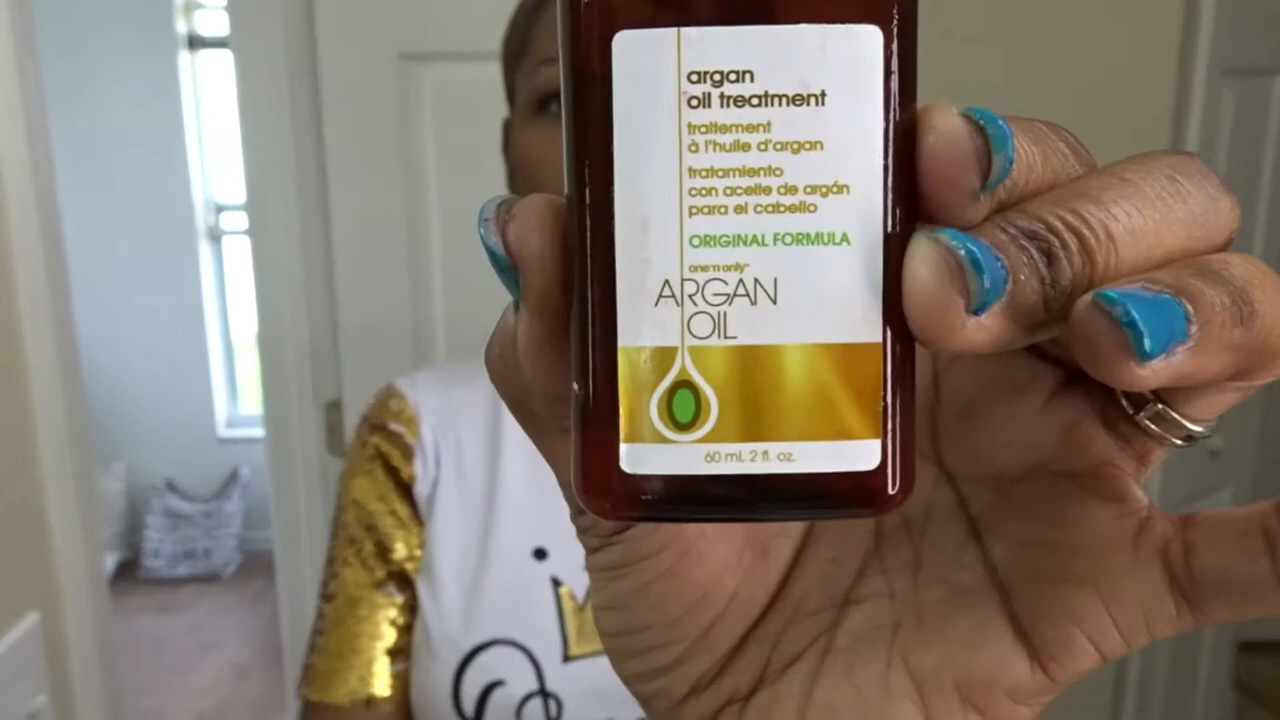 argan
oil treatment
traitement
à l'huile d'argan
tratamiento
con aceite de argán
para el cabello
ORIGINAL FORMULA
one 'n only™
ARGAN
OIL
60 mL 2 fl. oz.